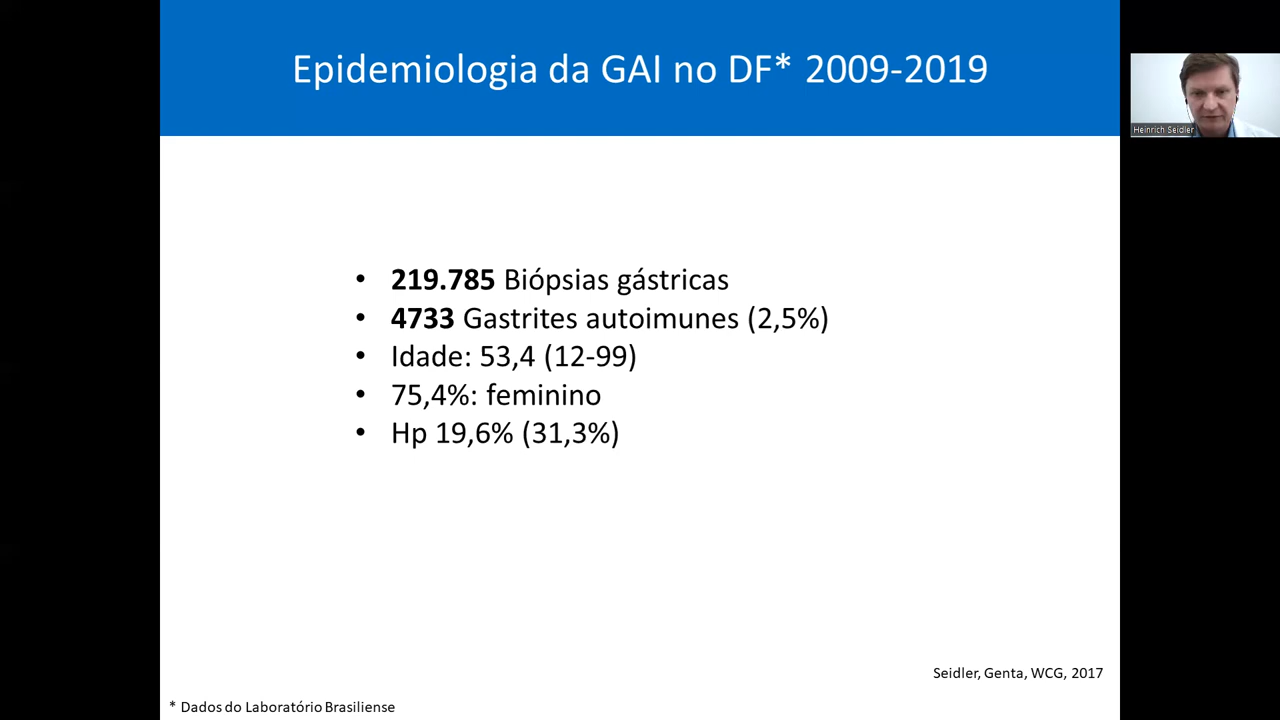 Epidemiologia da GAI no DF* 2009-2019
Heinrich Seidler
• 219.785 Biópsias gástricas
• 4733 Gastrites autoimunes (2,5%)
• Idade: 53,4 (12-99)
• 75,4%: feminino
• Hp 19,6% (31,3%)
Seidler, Genta, WCG, 2017
* Dados do Laboratório Brasiliense